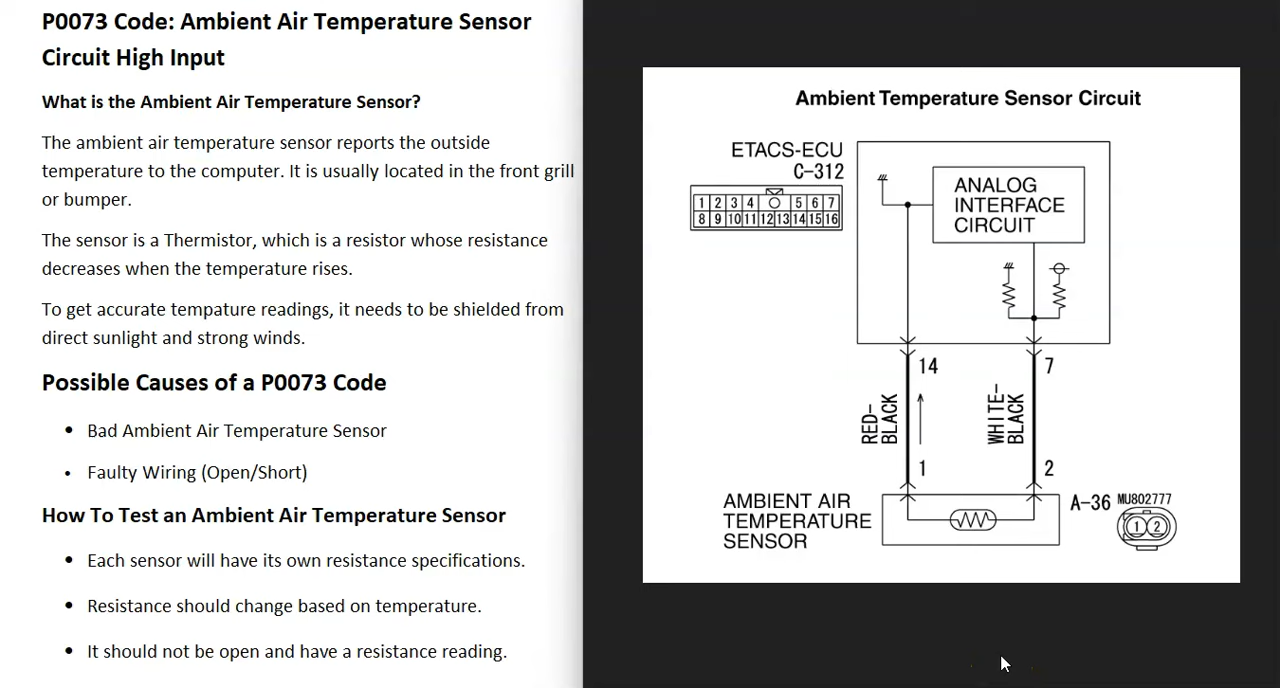 P0073 Code: Ambient Air Temperature Sensor
Circuit High Input
What is the Ambient Air Temperature Sensor?
The ambient air temperature sensor reports the outside
temperature to the computer. It is usually located in the front grill
or bumper.
The sensor is a Thermistor, which is a resistor whose resistance
decreases when the temperature rises.
To get accurate tempature readings, it needs to be shielded from
direct sunlight and strong winds.
Possible Causes of a P0073 Code
• Bad Ambient Air Temperature Sensor
• Faulty Wiring (Open/Short)
How To Test an Ambient Air Temperature Sensor
• Each sensor will have its own resistance specifications.
• Resistance should change based on temperature.
• It should not be open and have a resistance reading.
Ambient Temperature Sensor Circuit
ETACS-ECU
C-312
1 2 3 4 5 6 7
8 9 10 11 12 13 14 15 16
ANALOG
INTERFACE
CIRCUIT
14
7
RED-
BLACK
WHITE-
BLACK
1
2
AMBIENT AIR
TEMPERATURE
SENSOR
A-36 MU802777
1 2